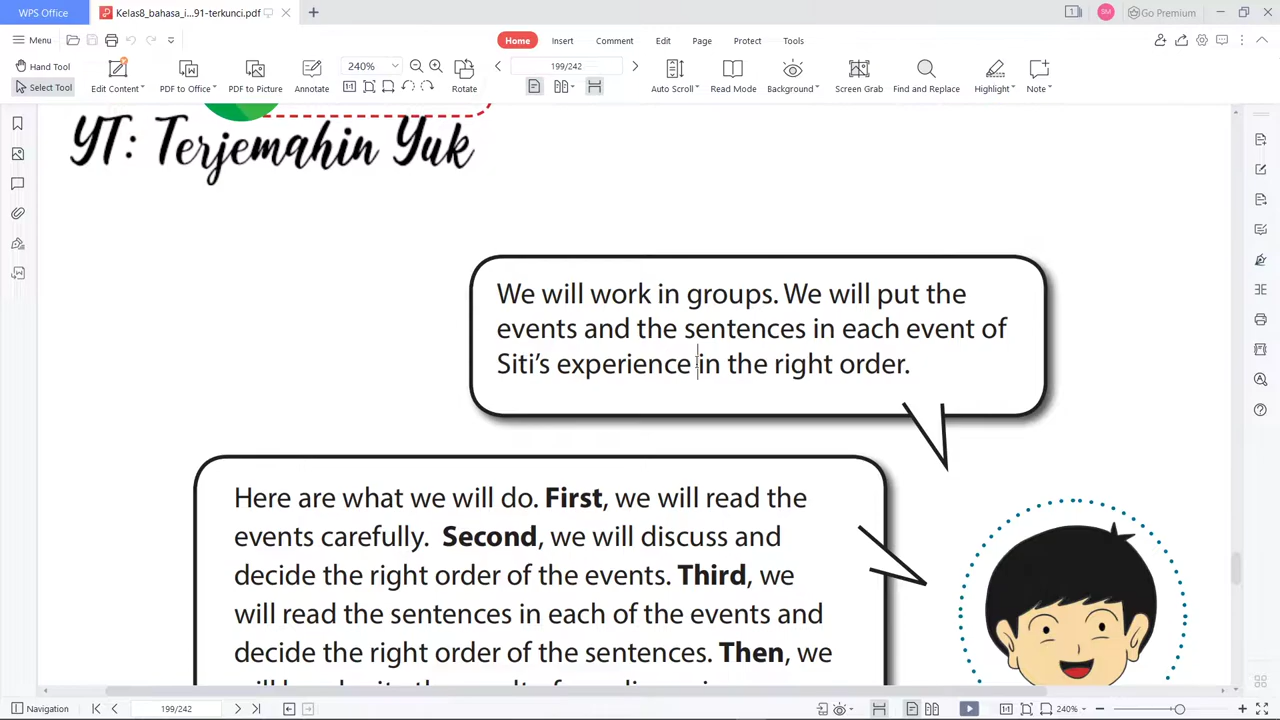 WPS Office
Kelas8_bahasa_i...91-terkunci.pdf
SM
Go Premium
Menu
Home
Insert
Comment
Edit
Page
Protect
Tools
Hand Tool
Select Tool
Edit Content
PDF to Office
PDF to Picture
Annotate
240%
Rotate
199/242
Auto Scroll
Read Mode
Background
Screen Grab
Find and Replace
Highlight
Note
YT: Terjemahin Yuk
We will work in groups. We will put the
events and the sentences in each event of
Siti’s experience in the right order.
Here are what we will do. First, we will read the
events carefully. Second, we will discuss and
decide the right order of the events. Third, we
will read the sentences in each of the events and
decide the right order of the sentences. Then, we
Navigation
199/242
240%